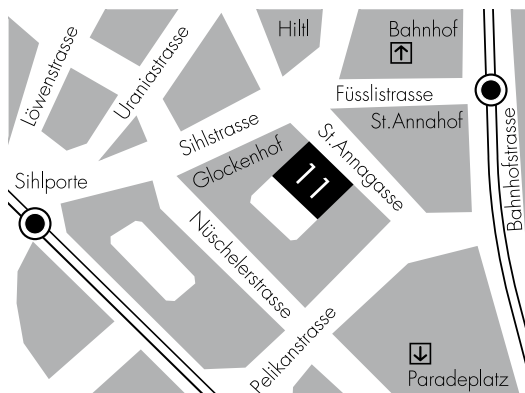 Hiltl
Bahnhof
Löwenstrasse
Uraniastrasse
Füsslistrasse
St.Annahof
Sihlstrasse
Glockenhof
St.Annagasse
11
Bahnhofstrasse
Sihlporte
Nüschelerstrasse
Pelikanstrasse
Paradeplatz